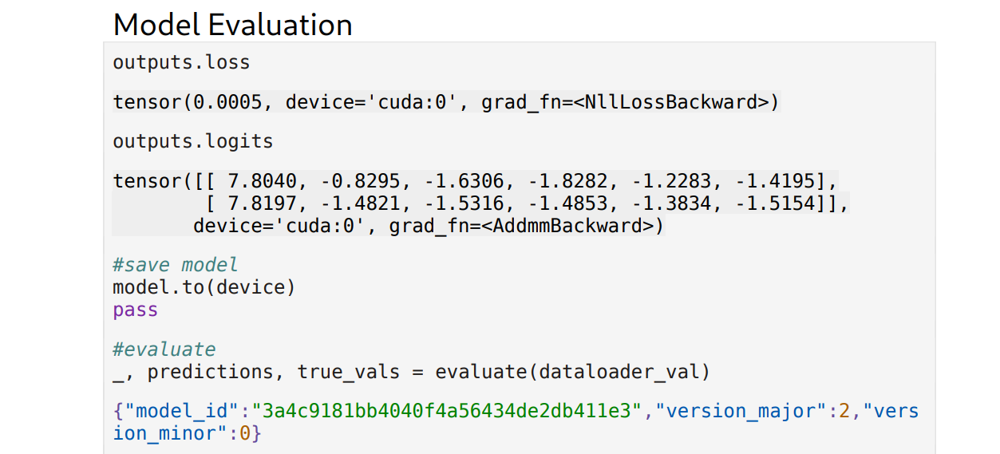 Model Evaluation
outputs.loss
tensor(0.0005, device='cuda:0', grad_fn=<NllLossBackward>)
outputs.logits
tensor([[ 7.8040, -0.8295, -1.6306, -1.8282, -1.2283, -1.4195],
        [ 7.8197, -1.4821, -1.5316, -1.4853, -1.3834, -1.5154]],
       device='cuda:0', grad_fn=<AddmmBackward>)
#save model
model.to(device)
pass
#evaluate
_, predictions, true_vals = evaluate(dataloader_val)
{"model_id":"3a4c9181bb4040f4a56434de2db411e3","version_major":2,"vers
ion_minor":0}